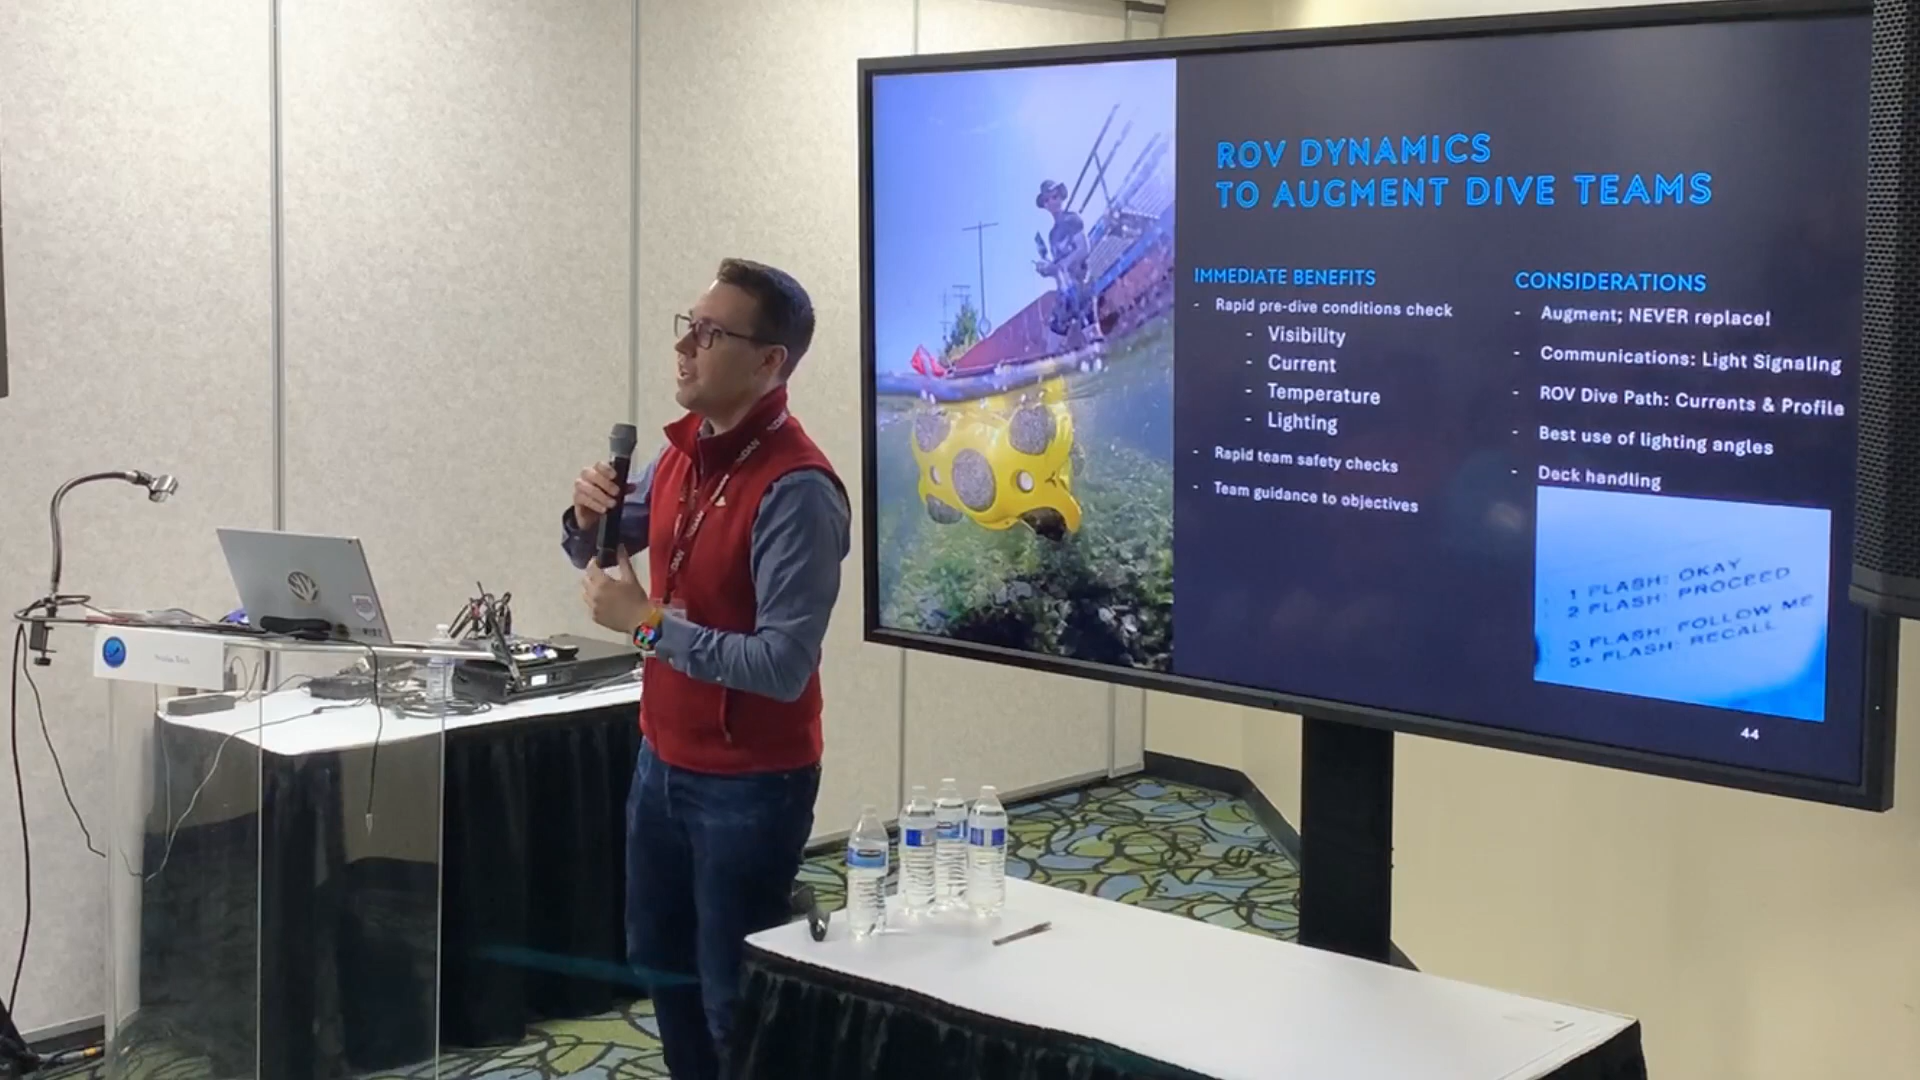 ROV DYNAMICS
TO AUGMENT DIVE TEAMS
IMMEDIATE BENEFITS
- Rapid pre-dive conditions check
- Visibility
- Current
- Temperature
- Lighting
- Rapid team safety checks
- Team guidance to objectives
CONSIDERATIONS
- Augment; NEVER replace!
- Communications: Light Signaling
- ROV Dive Path: Currents & Profile
- Best use of lighting angles
- Deck handling
1 FLASH: OKAY
2 FLASH: PROCEED
3 FLASH: FOLLOW ME
5+ FLASH: RECALL
44
DAN